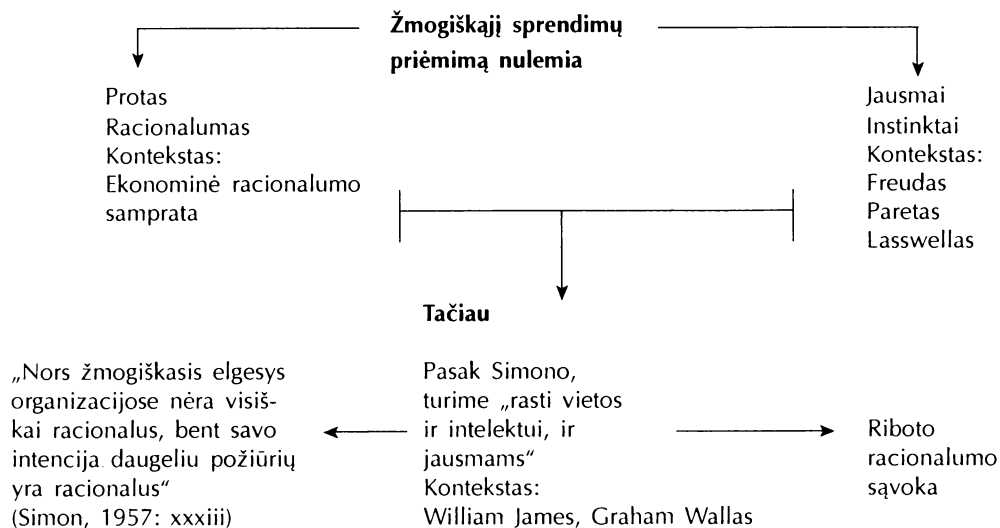 Žmogiškąjį sprendimų
priėmimą nulemia
Protas
Racionalumas
Kontekstas:
Ekonominė racionalumo
samprata
Jausmai
Instinktai
Kontekstas:
Freudas
Paretas
Lasswellas
Tačiau
„Nors žmogiškasis elgesys
organizacijose nėra visiš-
kai racionalus, bent savo
intencija daugeliu požiūrių
yra racionalus“
(Simon, 1957: xxxiii)
Pasak Simono,
turime „rasti vietos
ir intelektui, ir
jausmams“
Kontekstas:
William James, Graham Wallas
Riboto
racionalumo
sąvoka